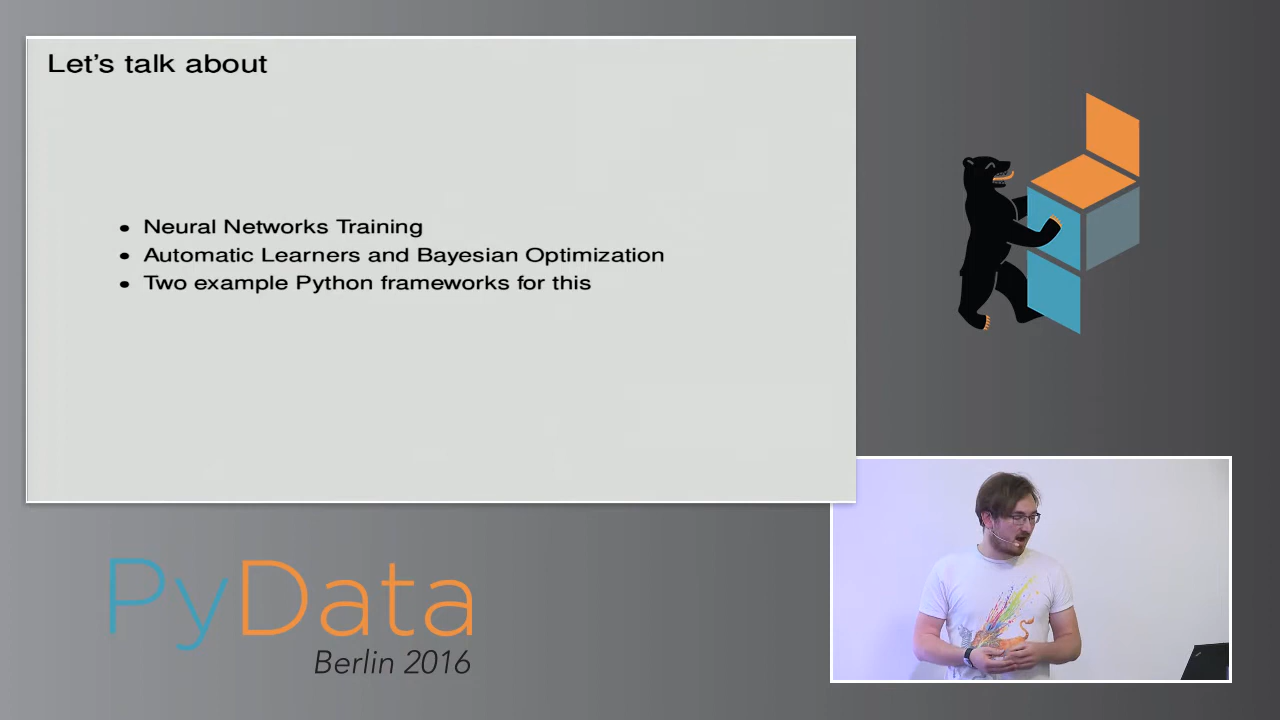 Let's talk about
• Neural Networks Training
• Automatic Learners and Bayesian Optimization
• Two example Python frameworks for this
PyData
Berlin 2016